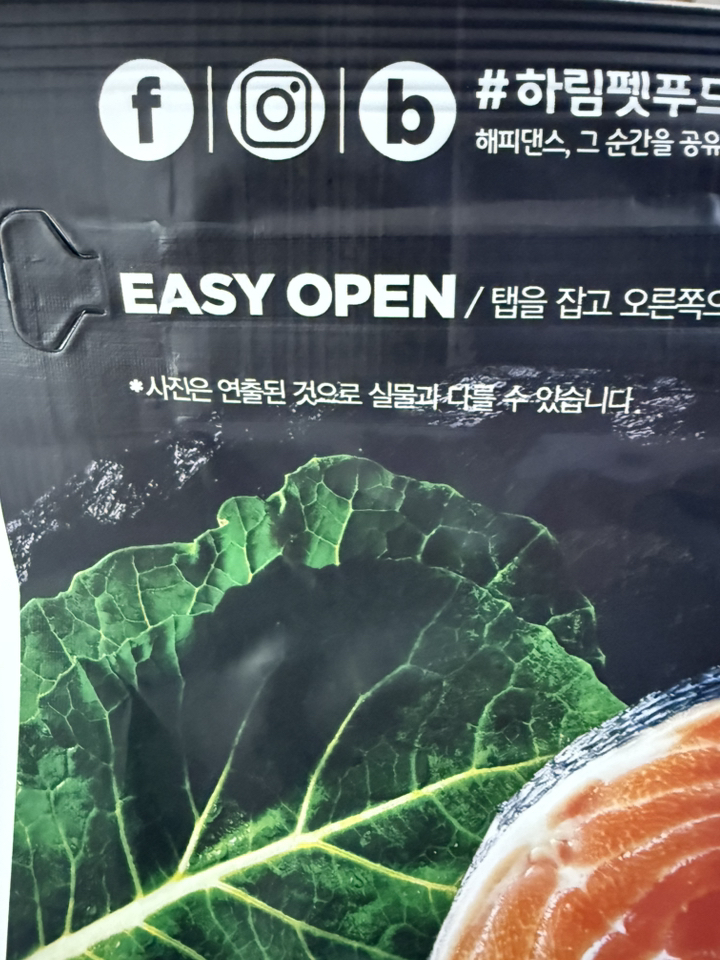 f | Instagram | b #하림펫푸드
해피댄스, 그 순간을 공유
EASY OPEN / 탭을 잡고 오른쪽으
*사진은 연출된 것으로 실물과 다를 수 있습니다.